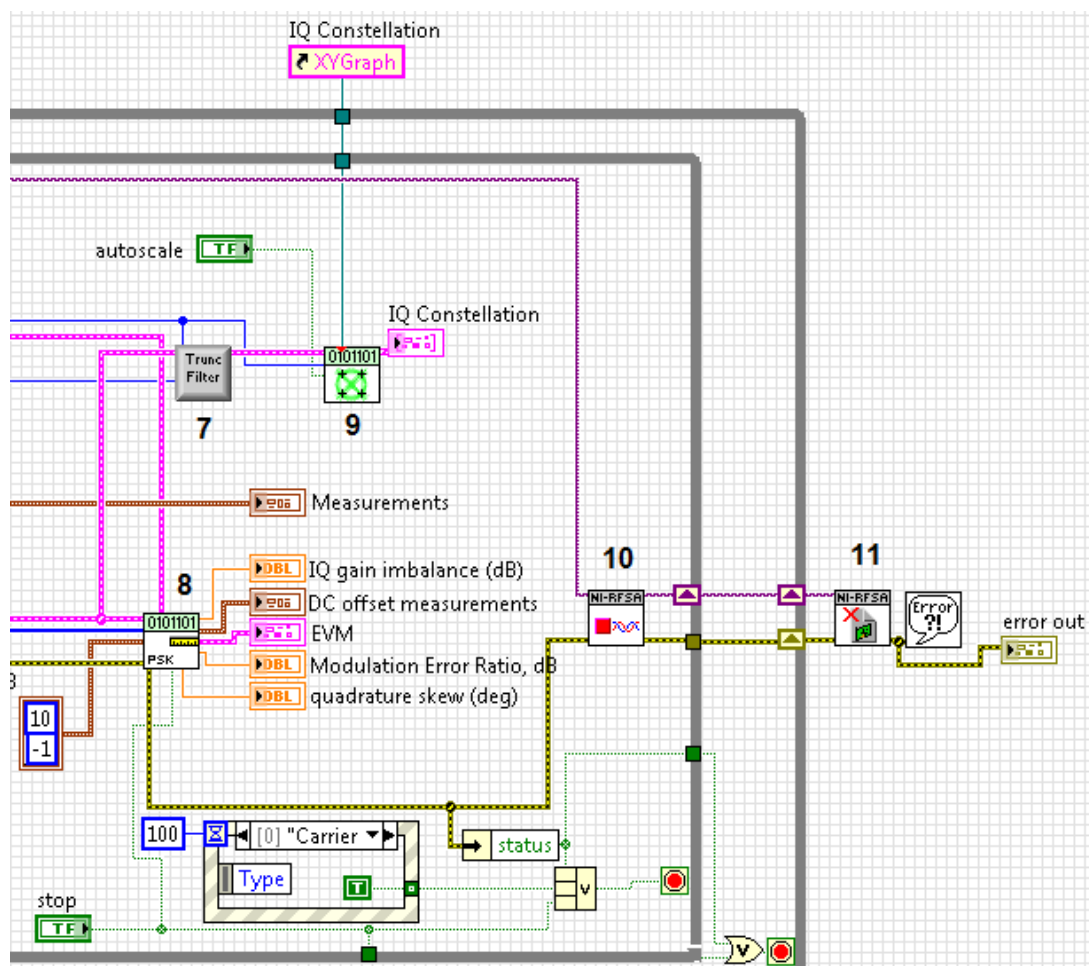 IQ Constellation
XYGraph
autoscale
TF
IQ Constellation
Trunc
Filter
0101101
7
9
Measurements
8
10
11
DBL
IQ gain imbalance (dB)
NI-RFSA
NI-RFSA
Error
?!
DC offset measurements
0101101
EVM
error out
PSK
DBL
Modulation Error Ratio, dB
DBL
quadrature skew (deg)
10
-1
100
[0] "Carrier
status
Type
T
V
stop
TF
V